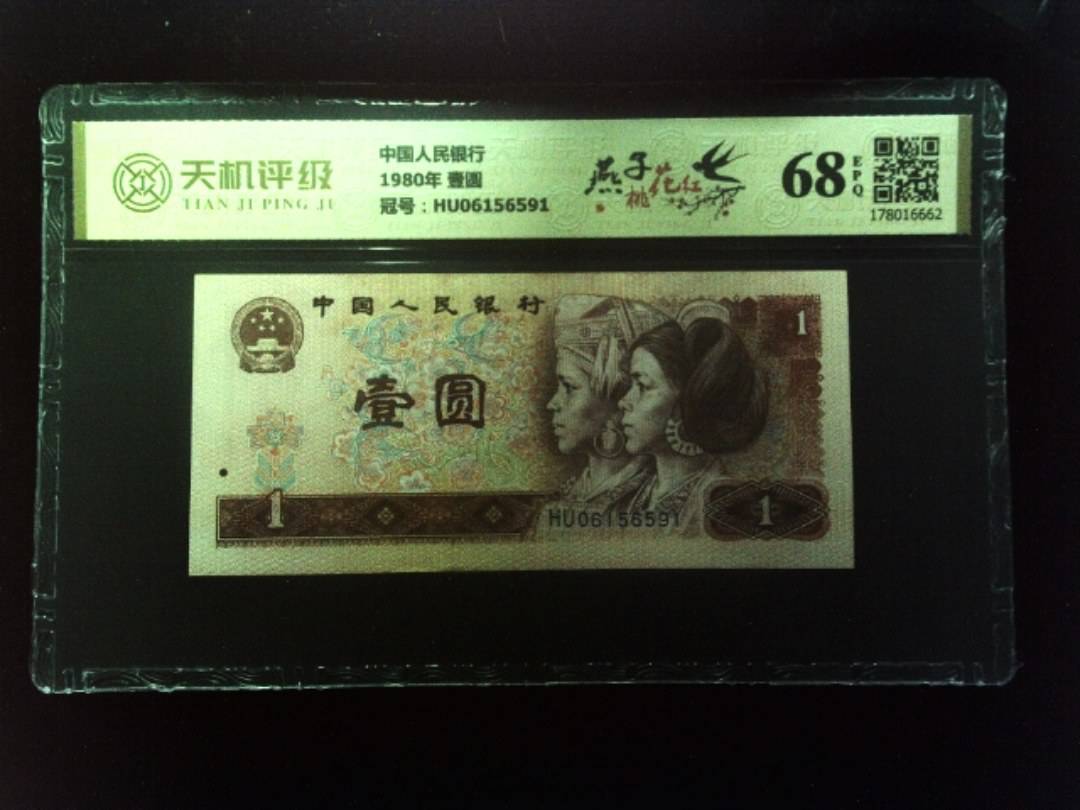 天机评级
TIAN JI PING JI
中国人民银行
1980年 壹圆
冠号：HU06156591
燕子
桃花红
68
EPQ
178016662
中国人民银行
1
壹圆
1
HU06156591
1